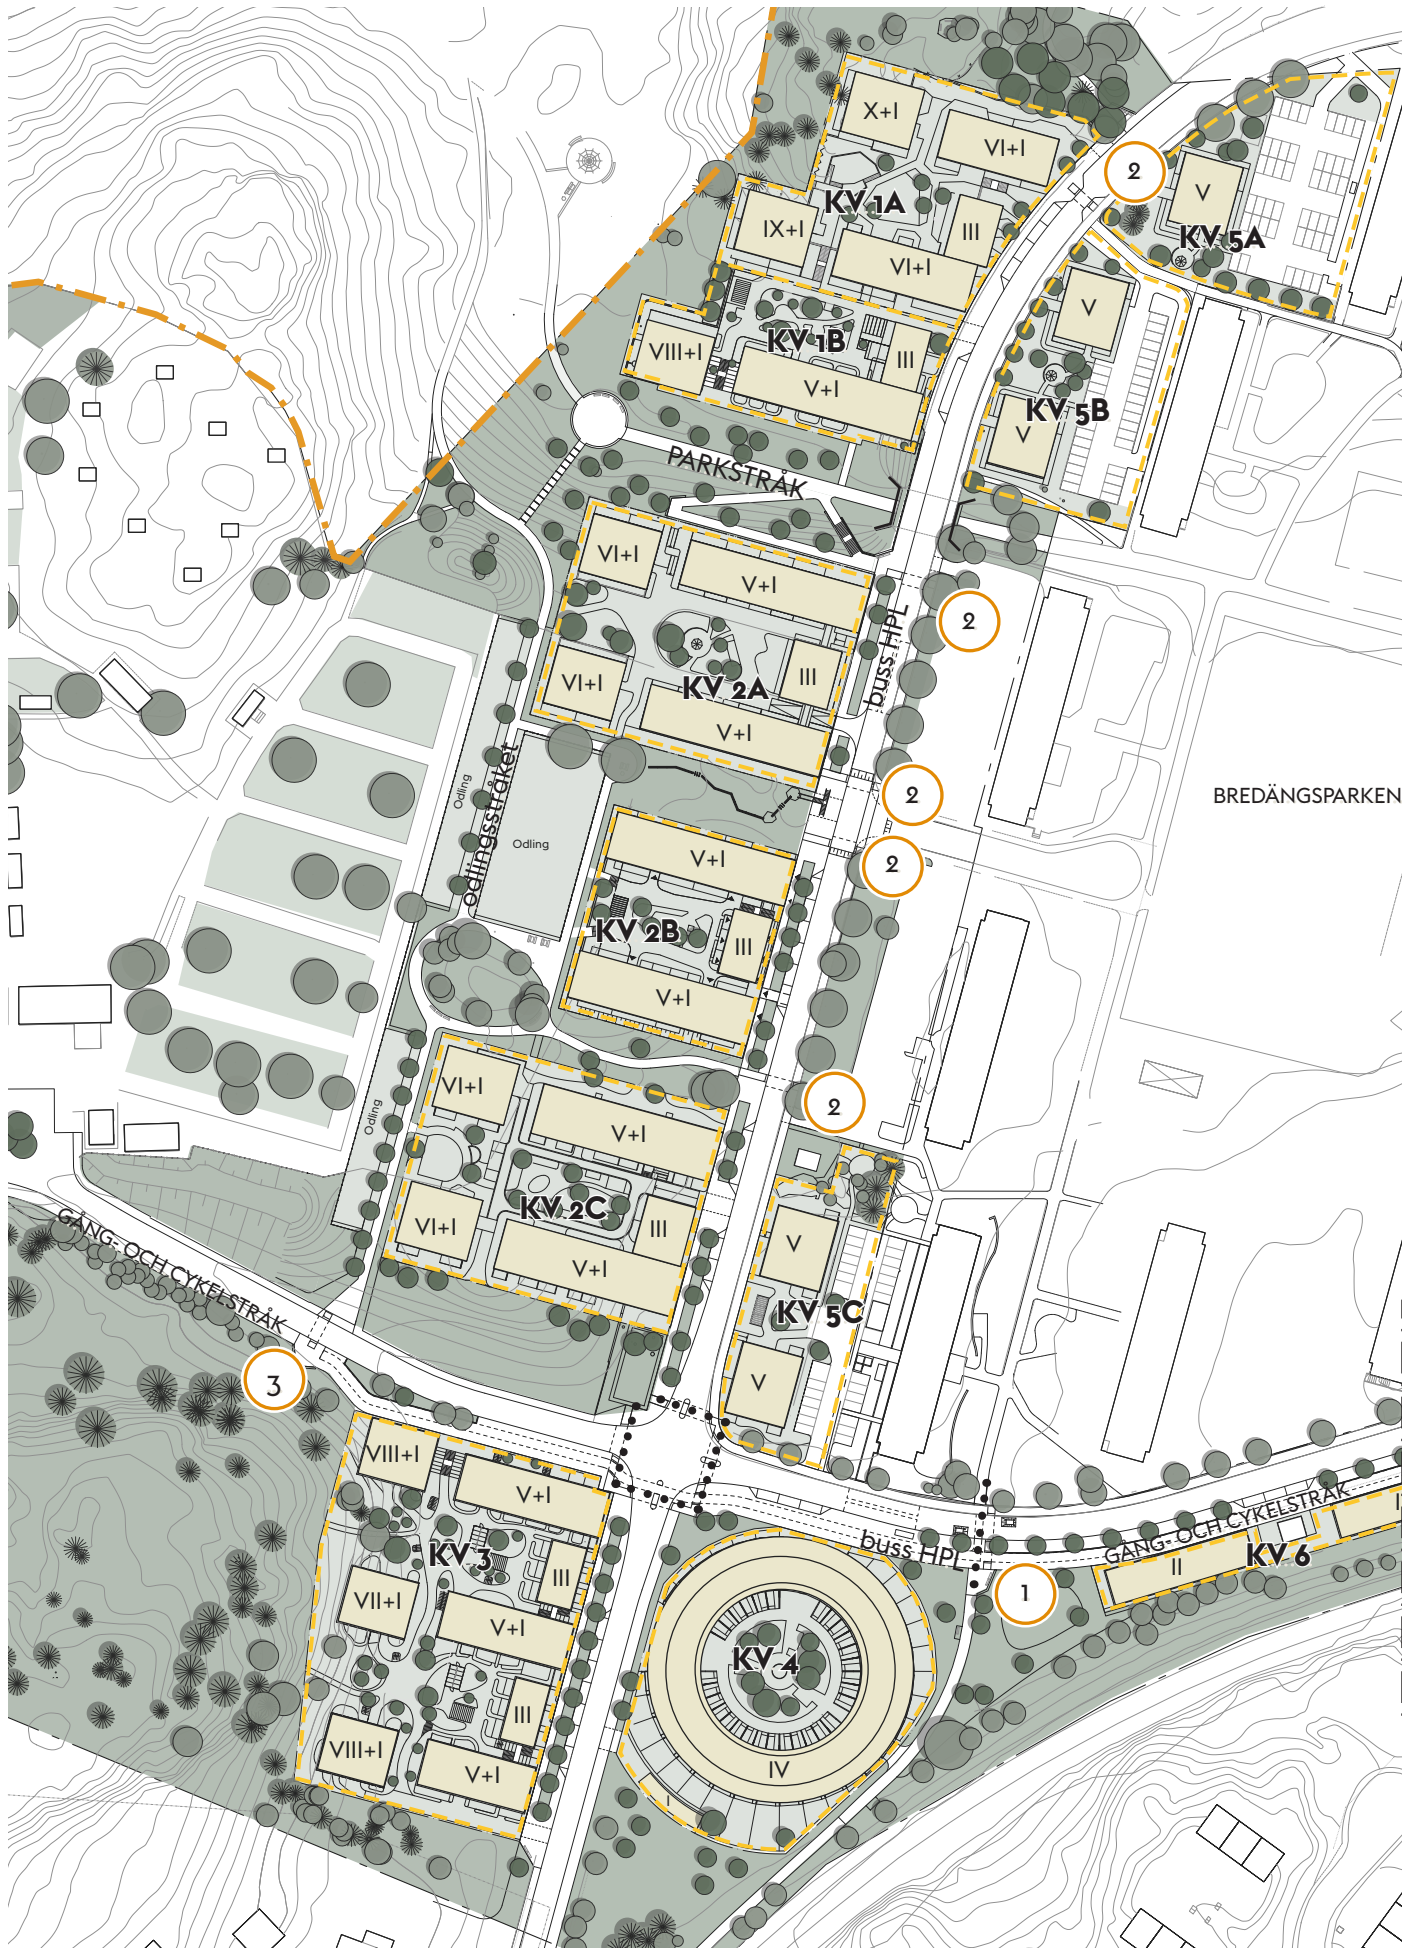 X+I
VI+I
2
V
KV 1A
IX+I
III
KV 5A
VI+I
V
KV 1B
VIII+I
III
V+I
KV 5B
V
PARKSTRÅK
VI+I
V+I
buss HPL
2
VI+I
KV 2A
III
V+I
odlingsstråket
Odling
2
BREDÄNGSPARKEN
Odling
V+I
2
KV 2B
III
V+I
VI+I
2
Odling
V+I
KV 2C
VI+I
III
GÅNG- OCH CYKELSTRÅK
V
V+I
KV 5C
3
V
VIII+I
V+I
GÅNG- OCH CYKELSTRÅK
I
buss HPL
KV 3
KV 6
III
II
VII+I
1
V+I
KV 4
III
VIII+I
V+I
IV
I